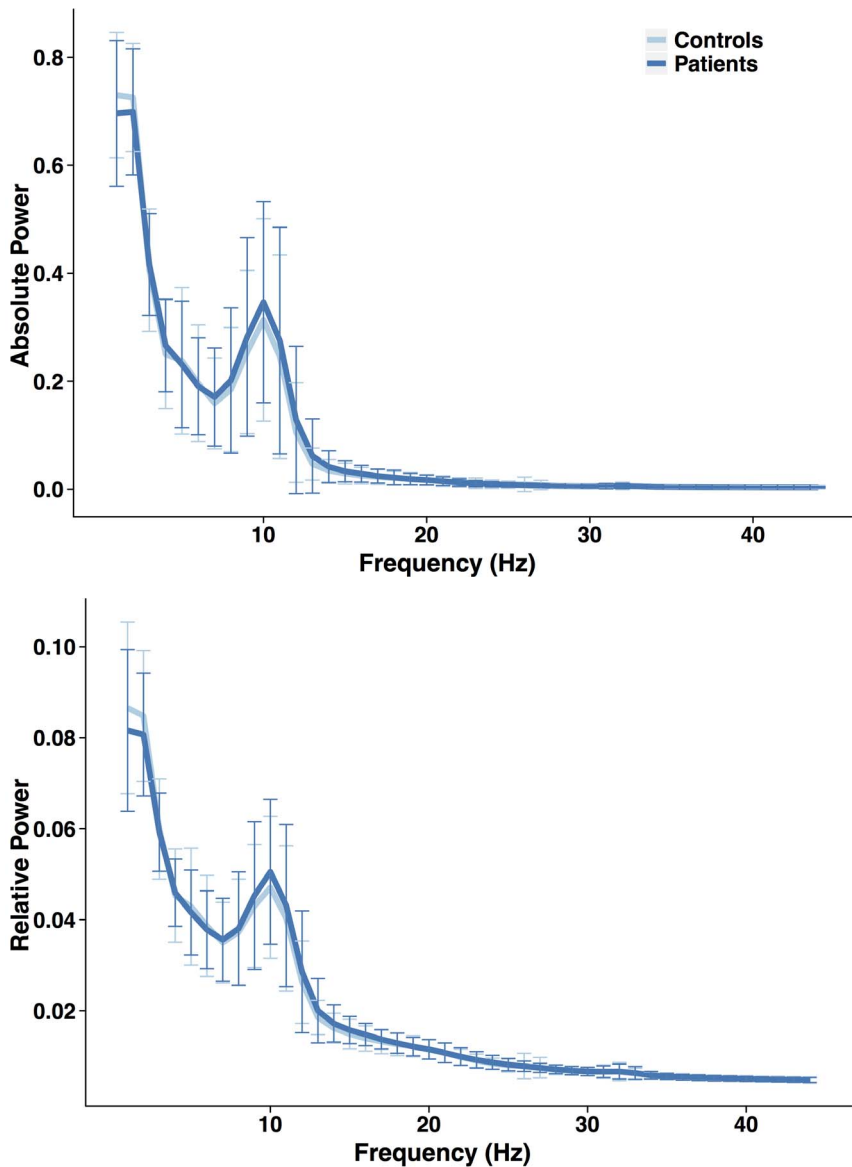 Controls
Patients
0.8
0.6
0.4
0.2
0.0
Absolute Power
10 20 30 40
Frequency (Hz)
0.10
0.08
0.06
0.04
0.02
Relative Power
10 20 30 40
Frequency (Hz)